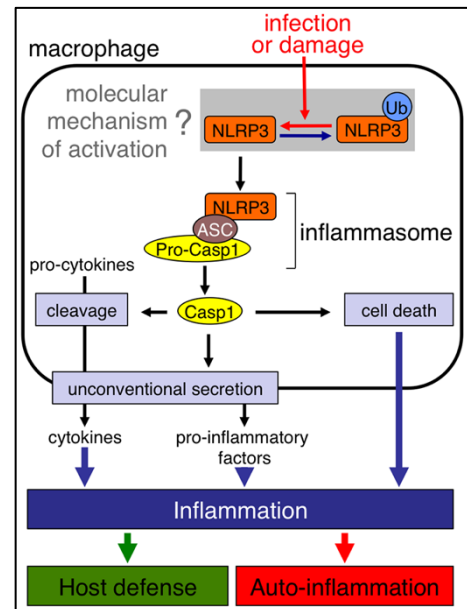 infection
or damage
macrophage
molecular
mechanism
of activation
?
NLRP3
NLRP3
Ub
NLRP3
ASC
Pro-Casp1
inflammasome
pro-cytokines
cleavage
Casp1
cell death
unconventional secretion
cytokines
pro-inflammatory
factors
Inflammation
Host defense
Auto-inflammation